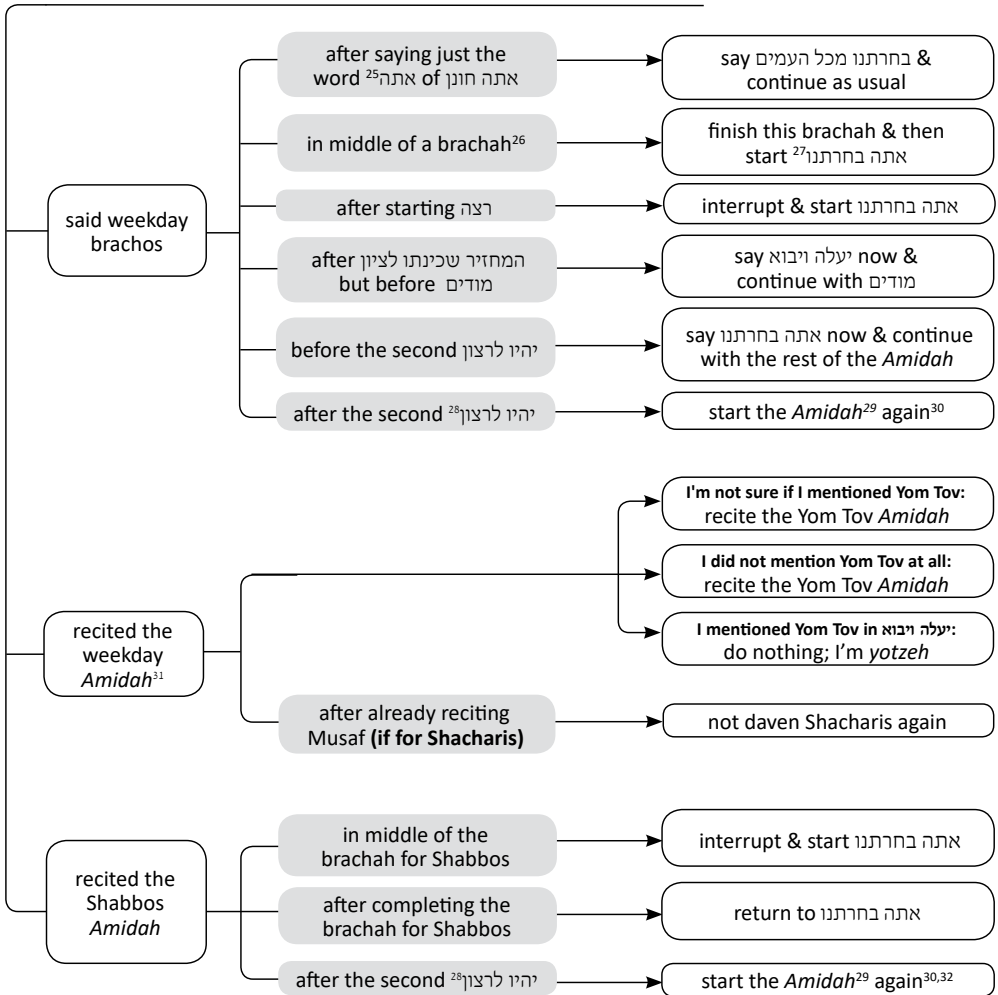 said weekday
brachos
after saying just the
word אתה²⁵ of אתה חונן
say בחרתנו מכל העמים &
continue as usual
in middle of a brachah²⁶
finish this brachah & then
start אתה בחרתנו²⁷
after starting רצה
interrupt & start אתה בחרתנו
after המחזיר שכינתו לציון
but before מודים
say יעלה ויבוא now &
continue with מודים
before the second יהיו לרצון
say אתה בחרתנו now & continue
with the rest of the Amidah
after the second יהיו לרצון²⁸
start the Amidah²⁹ again³⁰
recited the
weekday
Amidah³¹
I'm not sure if I mentioned Yom Tov:
recite the Yom Tov Amidah
I did not mention Yom Tov at all:
recite the Yom Tov Amidah
I mentioned Yom Tov in יעלה ויבוא:
do nothing; I'm yotzeh
after already reciting
Musaf (if for Shacharis)
not daven Shacharis again
recited the
Shabbos
Amidah
in middle of the
brachah for Shabbos
interrupt & start אתה בחרתנו
after completing the
brachah for Shabbos
return to אתה בחרתנו
after the second יהיו לרצון²⁸
start the Amidah²⁹ again³⁰,³²